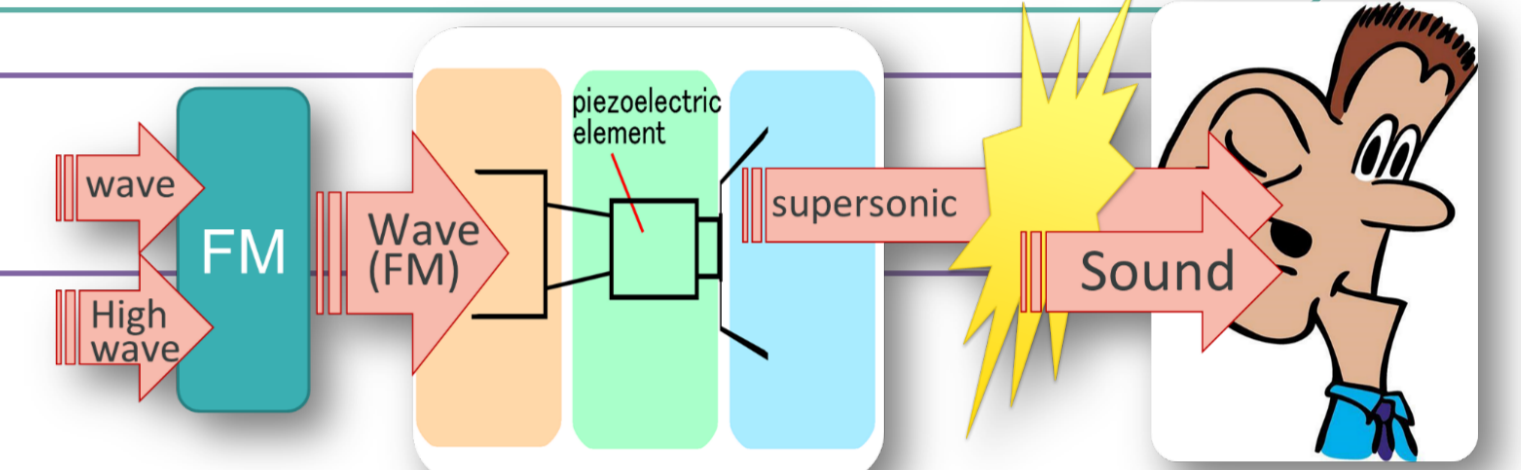 wave
High
wave
FM
Wave
(FM)
piezoelectric
element
supersonic
Sound